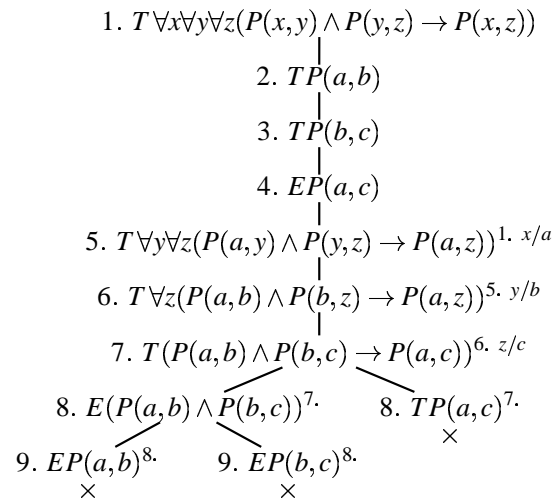 1. T ∀x∀y∀z(P(x,y) ∧ P(y,z) → P(x,z))
2. TP(a,b)
3. TP(b,c)
4. EP(a,c)
5. T ∀y∀z(P(a,y) ∧ P(y,z) → P(a,z))^1. x/a
6. T ∀z(P(a,b) ∧ P(b,z) → P(a,z))^5. y/b
7. T(P(a,b) ∧ P(b,c) → P(a,c))^6. z/c
8. E(P(a,b) ∧ P(b,c))^7. 8. TP(a,c)^7.
×
9. EP(a,b)^8. 9. EP(b,c)^8.
× ×